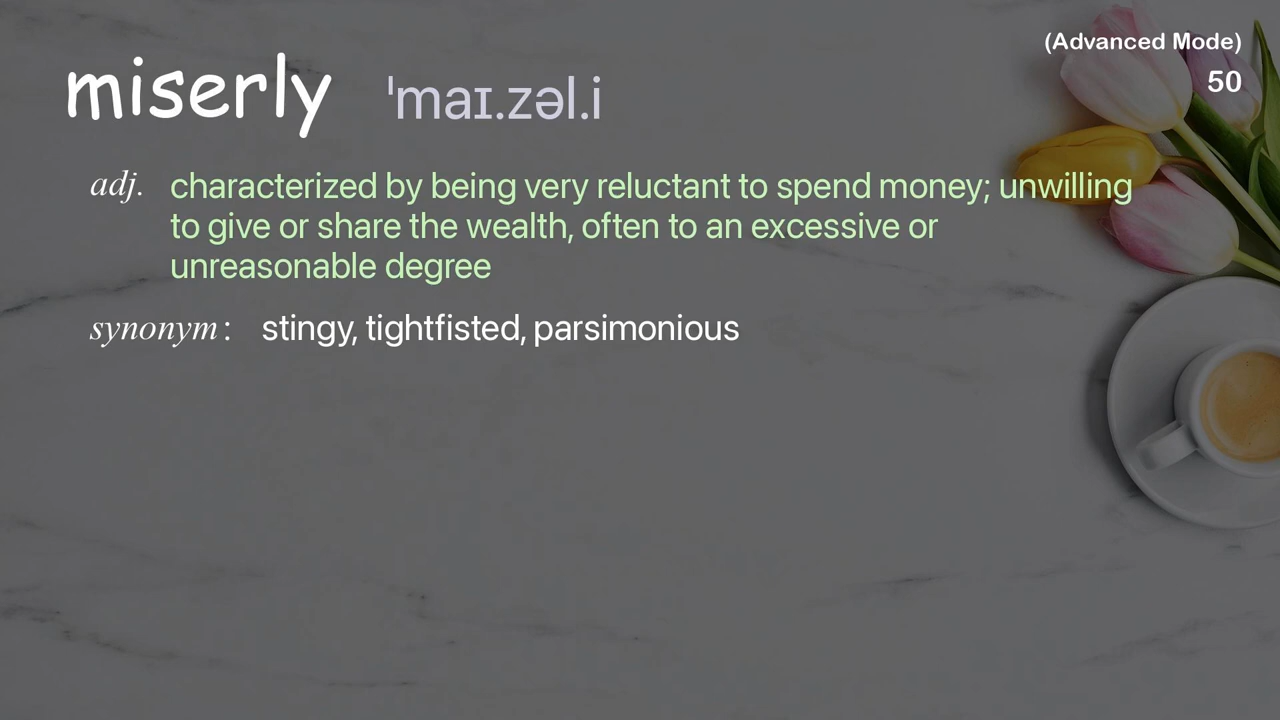 (Advanced Mode)
50
miserly ˈmaɪ.zəl.i
adj. characterized by being very reluctant to spend money; unwilling
to give or share the wealth, often to an excessive or
unreasonable degree
synonym: stingy, tightfisted, parsimonious